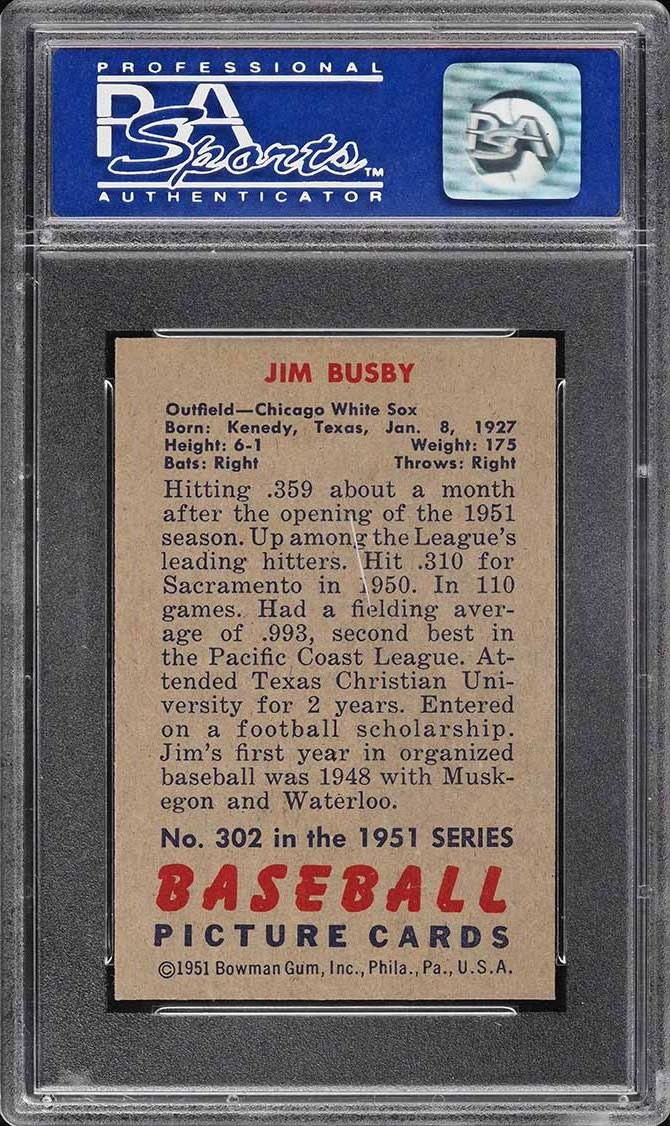 PROFESSIONAL
PSA
Sports™
AUTHENTICATOR
PSA
JIM BUSBY
Outfield—Chicago White Sox
Born: Kenedy, Texas, Jan. 8, 1927
Height: 6-1 Weight: 175
Bats: Right Throws: Right
Hitting .359 about a month
after the opening of the 1951
season. Up among the League's
leading hitters. Hit .310 for
Sacramento in 1950. In 110
games. Had a fielding aver-
age of .993, second best in
the Pacific Coast League. At-
tended Texas Christian Uni-
versity for 2 years. Entered
on a football scholarship.
Jim's first year in organized
baseball was 1948 with Musk-
egon and Waterloo.
No. 302 in the 1951 SERIES
BASEBALL
PICTURE CARDS
©1951 Bowman Gum, Inc., Phila., Pa., U.S.A.